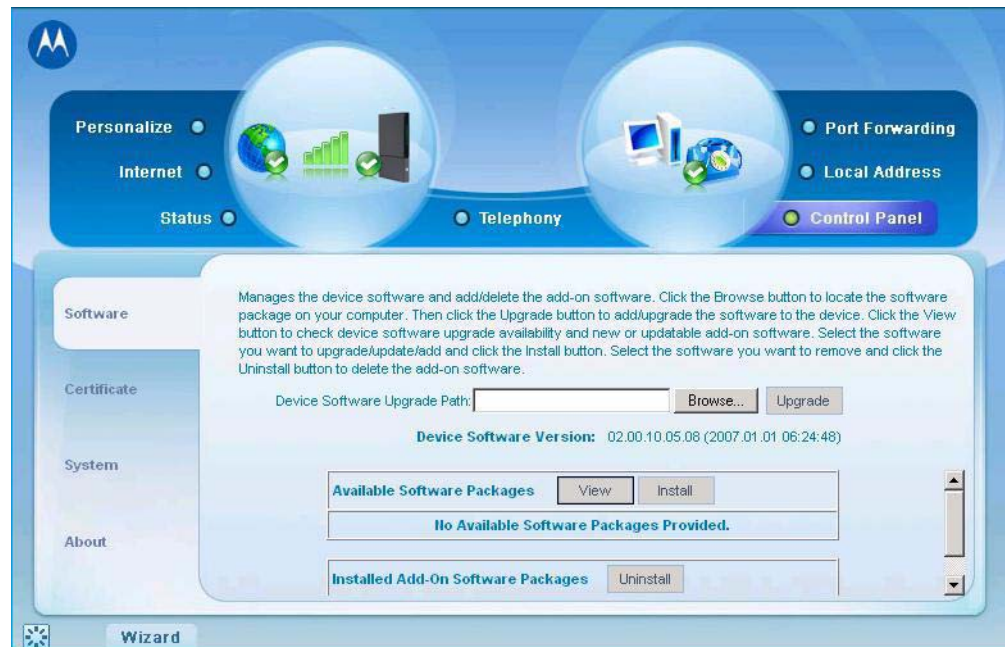 Personalize
Internet
Status
Telephony
Port Forwarding
Local Address
Control Panel
Software
Certificate
System
About
Manages the device software and add/delete the add-on software. Click the Browse button to locate the software
package on your computer. Then click the Upgrade button to add/upgrade the software to the device. Click the View
button to check device software upgrade availability and new or updatable add-on software. Select the software
you want to upgrade/update/add and click the Install button. Select the software you want to remove and click the
Uninstall button to delete the add-on software.
Device Software Upgrade Path: Browse... Upgrade
Device Software Version: 02.00.10.05.08 (2007.01.01 06:24:48)
Available Software Packages View Install
No Available Software Packages Provided.
Installed Add-On Software Packages Uninstall
Wizard